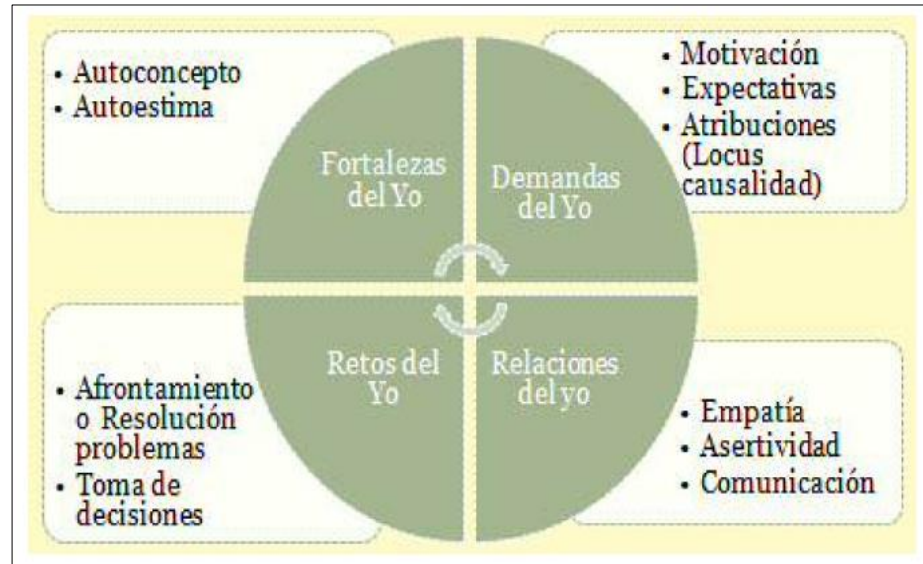 • Autoconcepto
• Autoestima
Fortalezas
del Yo
• Motivación
• Expectativas
• Atribuciones
(Locus
causalidad)
Demandas
del Yo
• Afrontamiento
o Resolución
problemas
• Toma de
decisiones
Retos del
Yo
Relaciones
del yo
• Empatía
• Asertividad
• Comunicación